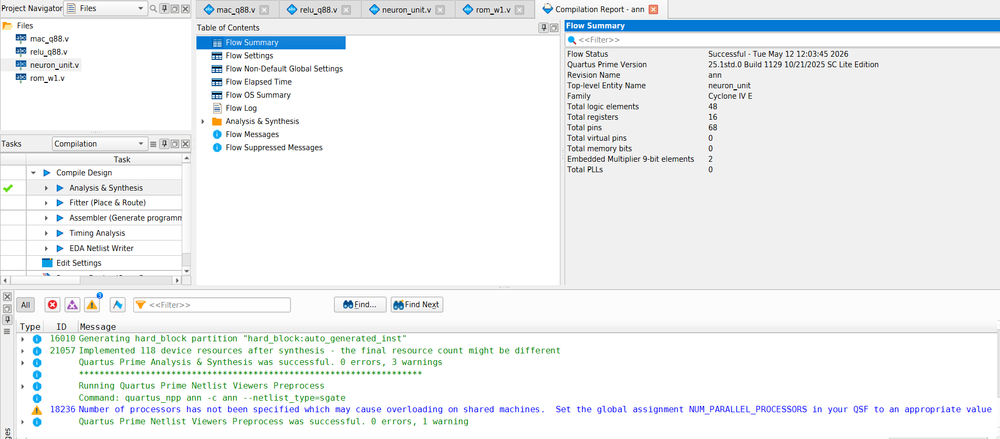 Project Navigator Files
Files
mac_q88.v
relu_q88.v
neuron_unit.v
rom_w1.v
Tasks Compilation
Task
Compile Design
Analysis & Synthesis
Fitter (Place & Route)
Assembler (Generate programm
Timing Analysis
EDA Netlist Writer
Edit Settings
mac_q88.v relu_q88.v neuron_unit.v rom_w1.v Compilation Report - ann
Table of Contents
Flow Summary
Flow Settings
Flow Non-Default Global Settings
Flow Elapsed Time
Flow OS Summary
Flow Log
Analysis & Synthesis
Flow Messages
Flow Suppressed Messages
Flow Summary
<<Filter>>
Flow Status Successful - Tue May 12 12:03:45 2026
Quartus Prime Version 25.1std.0 Build 1129 10/21/2025 SC Lite Edition
Revision Name ann
Top-level Entity Name neuron_unit
Family Cyclone IV E
Total logic elements 48
Total registers 16
Total pins 68
Total virtual pins 0
Total memory bits 0
Embedded Multiplier 9-bit elements 2
Total PLLs 0
All 3 <<Filter>> Find... Find Next
Type ID Message
16010 Generating hard_block partition "hard_block:auto_generated_inst"
21057 Implemented 118 device resources after synthesis - the final resource count might be different
Quartus Prime Analysis & Synthesis was successful. 0 errors, 3 warnings
*******************************************************************
Running Quartus Prime Netlist Viewers Preprocess
Command: quartus_npp ann -c ann --netlist_type=sgate
18236 Number of processors has not been specified which may cause overloading on shared machines.  Set the global assignment NUM_PARALLEL_PROCESSORS in your QSF to an appropriate value
Quartus Prime Netlist Viewers Preprocess was successful. 0 errors, 1 warning